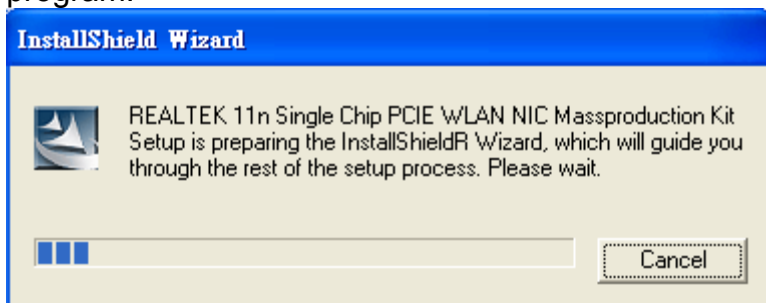 program.
InstallShield Wizard
REALTEK 11n Single Chip PCIE WLAN NIC Massproduction Kit
Setup is preparing the InstallShieldR Wizard, which will guide you
through the rest of the setup process. Please wait.
Cancel